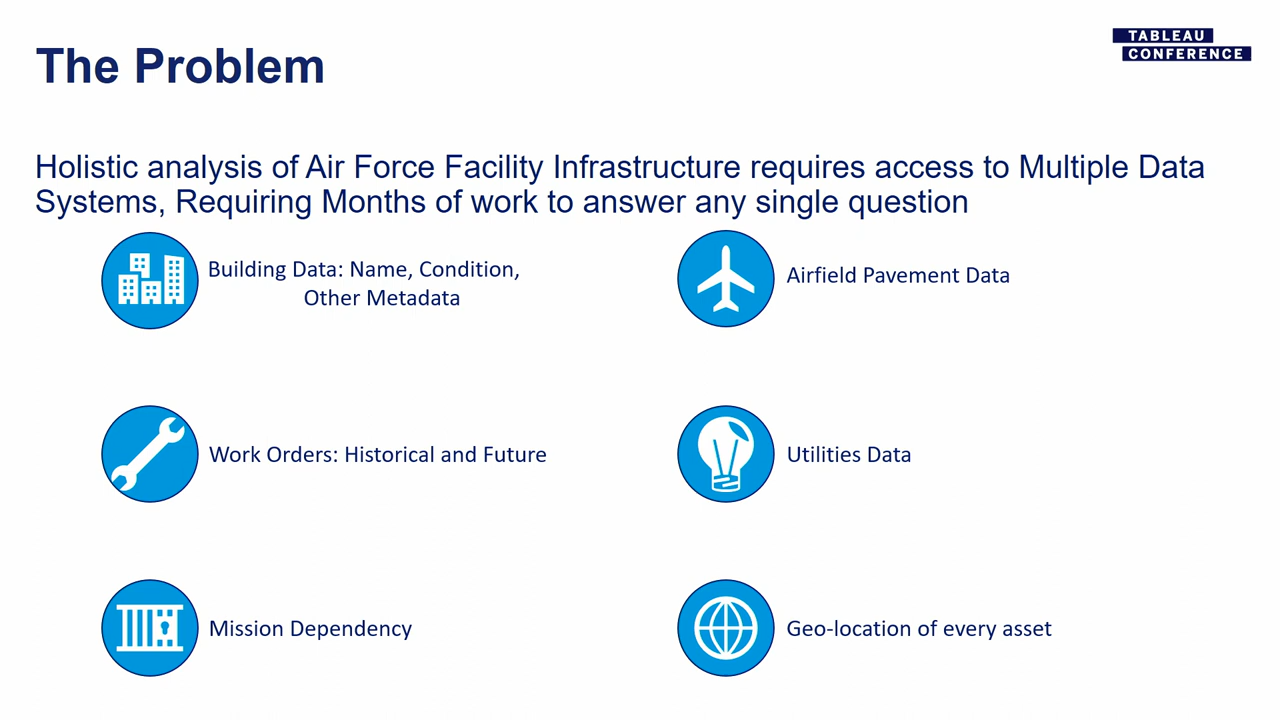 TABLEAU
CONFERENCE
The Problem
Holistic analysis of Air Force Facility Infrastructure requires access to Multiple Data
Systems, Requiring Months of work to answer any single question
Building Data: Name, Condition,
Other Metadata
Airfield Pavement Data
Work Orders: Historical and Future
Utilities Data
Mission Dependency
Geo-location of every asset